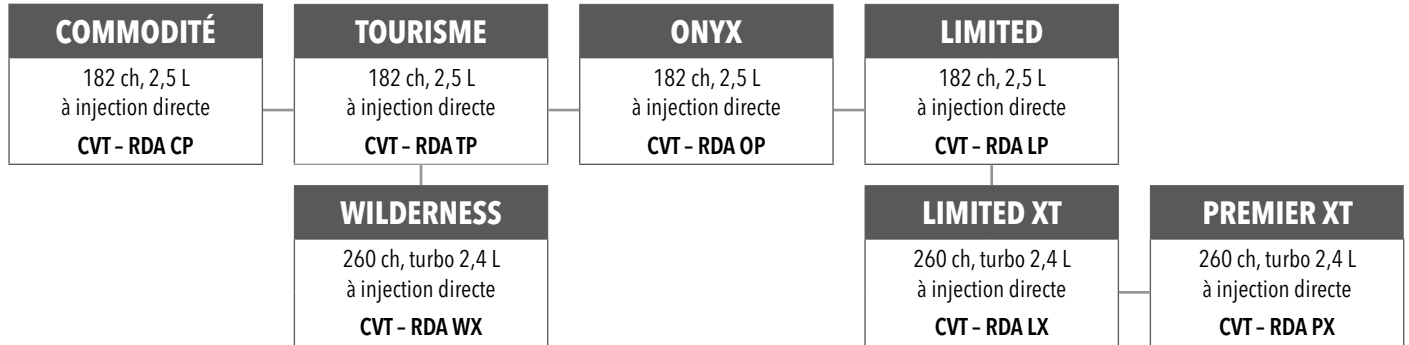 COMMODITÉ
182 ch, 2,5 L
à injection directe
CVT – RDA CP
TOURISME
182 ch, 2,5 L
à injection directe
CVT – RDA TP
ONYX
182 ch, 2,5 L
à injection directe
CVT – RDA OP
LIMITED
182 ch, 2,5 L
à injection directe
CVT – RDA LP
WILDERNESS
260 ch, turbo 2,4 L
à injection directe
CVT – RDA WX
LIMITED XT
260 ch, turbo 2,4 L
à injection directe
CVT – RDA LX
PREMIER XT
260 ch, turbo 2,4 L
à injection directe
CVT – RDA PX